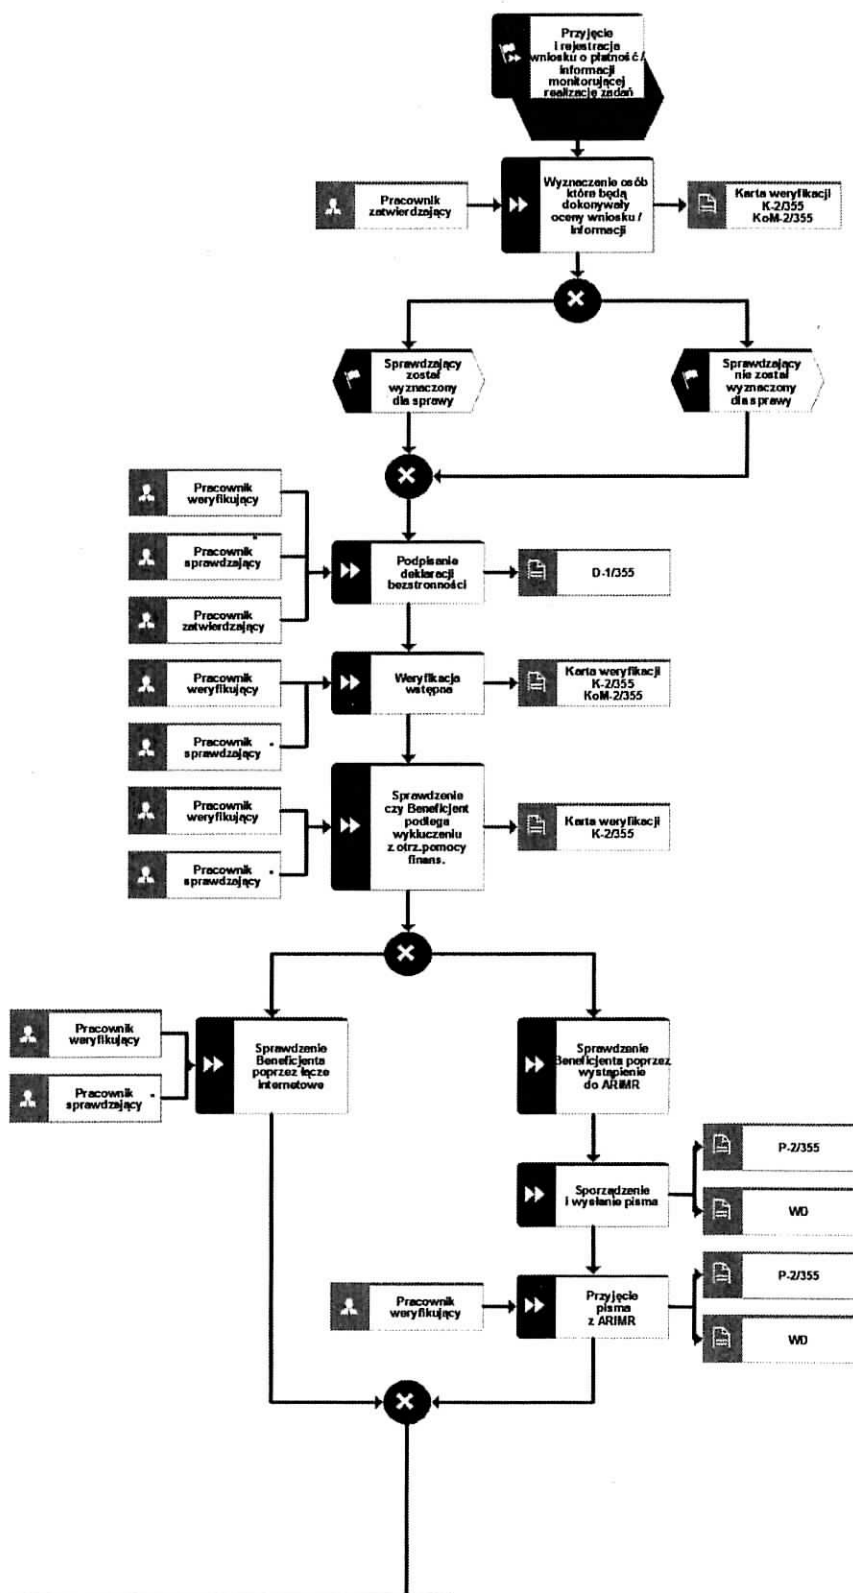 Przyjęcie
i rejestracja
wniosku o płatność /
informacji
monitorującej
realizację zadań
Pracownik
zatwierdzający
Wyznaczenie osób
które będą
dokonywały
oceny wniosku /
Informacji
Karta weryfikacji
K-2/355
KoM-2/355
Sprawdzający
został
wyznaczony
dla sprawy
Sprawdzający
nie został
wyznaczony
dla sprawy
Pracownik
weryfikujący
Pracownik
sprawdzający *
Pracownik
zatwierdzający
Podpisanie
deklaracji
bezstronności
D-1/355
Pracownik
weryfikujący
Pracownik
sprawdzający *
Weryfikacja
wstępna
Karta weryfikacji
K-2/355
KoM-2/355
Pracownik
weryfikujący
Pracownik
sprawdzający *
Sprawdzenie
czy Beneficjent
podlega
wykluczeniu
z otrz.pomocy
finans.
Karta weryfikacji
K-2/355
Pracownik
weryfikujący
Pracownik
sprawdzający *
Sprawdzenie
Beneficjenta
poprzez łącze
internetowe
Sprawdzenie
Beneficjenta poprzez
wystąpienie
do ARIMR
P-2/355
WD
Sporządzenie
i wysłanie pisma
Pracownik
weryfikujący
Przyjęcie
pisma
z ARIMR
P-2/355
WD